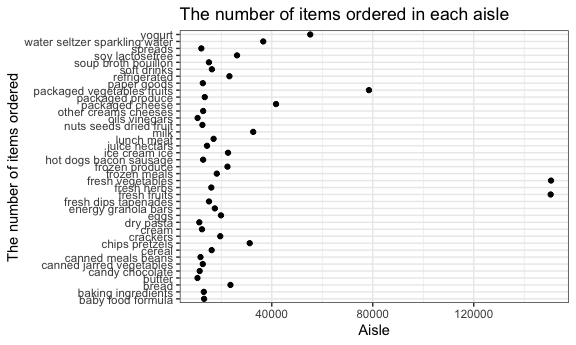 The number of items ordered in each aisle
The number of items ordered
yogurt
water seltzer sparkling water
spreads
soy lactosefree
soup broth bouillon
soft drinks
refrigerated
paper goods
packaged vegetables fruits
packaged produce
packaged cheese
other creams cheeses
oils vinegars
nuts seeds dried fruit
milk
lunch meat
juice nectars
ice cream ice
hot dogs bacon sausage
frozen produce
frozen meals
fresh vegetables
fresh herbs
fresh fruits
fresh dips tapenades
energy granola bars
eggs
dry pasta
cream
crackers
chips pretzels
cereal
canned meals beans
canned jarred vegetables
candy chocolate
butter
bread
baking ingredients
baby food formula
40000 80000 120000
Aisle